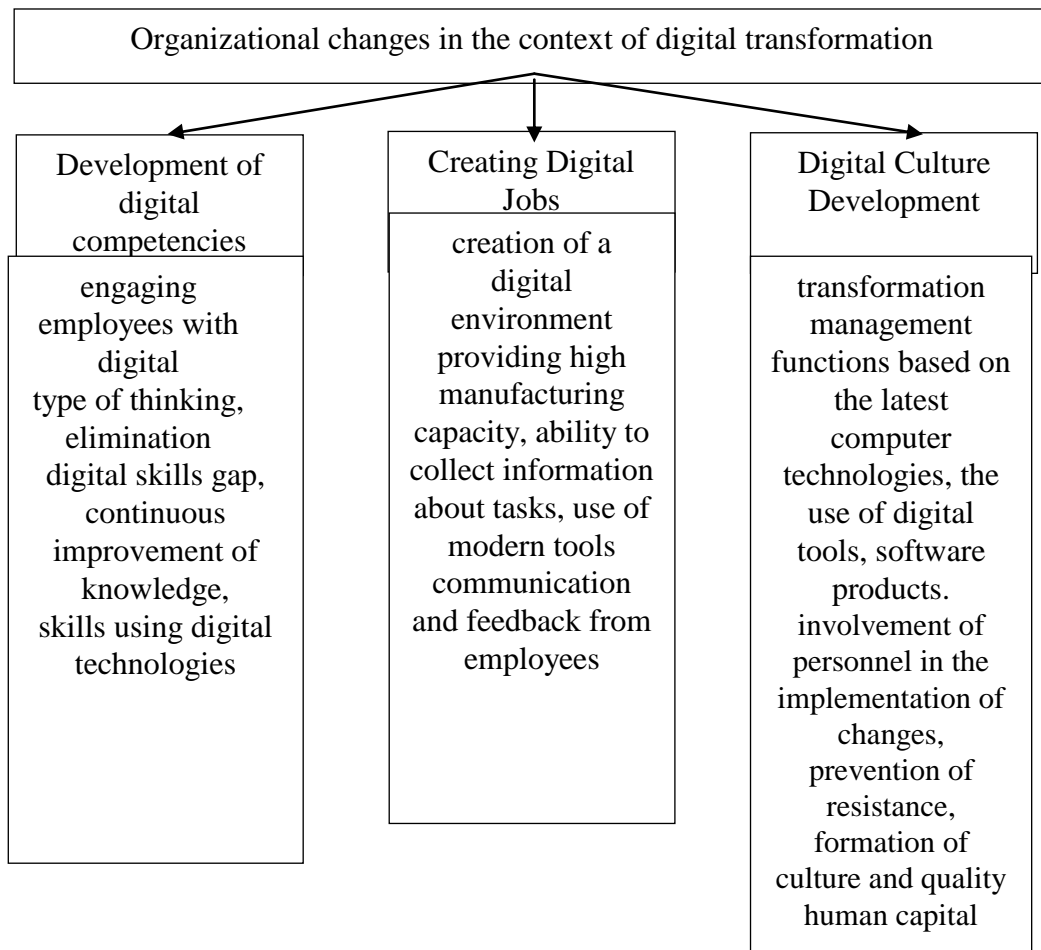 Organizational changes in the context of digital transformation
Development of
digital
competencies
engaging
employees with
digital
type of thinking,
elimination
digital skills gap,
continuous
improvement of
knowledge,
skills using digital
technologies
Creating Digital
Jobs
creation of a
digital
environment
providing high
manufacturing
capacity, ability to
collect information
about tasks, use of
modern tools
communication
and feedback from
employees
Digital Culture
Development
transformation
management
functions based on
the latest
computer
technologies, the
use of digital
tools, software
products.
involvement of
personnel in the
implementation of
changes,
prevention of
resistance,
formation of
culture and quality
human capital